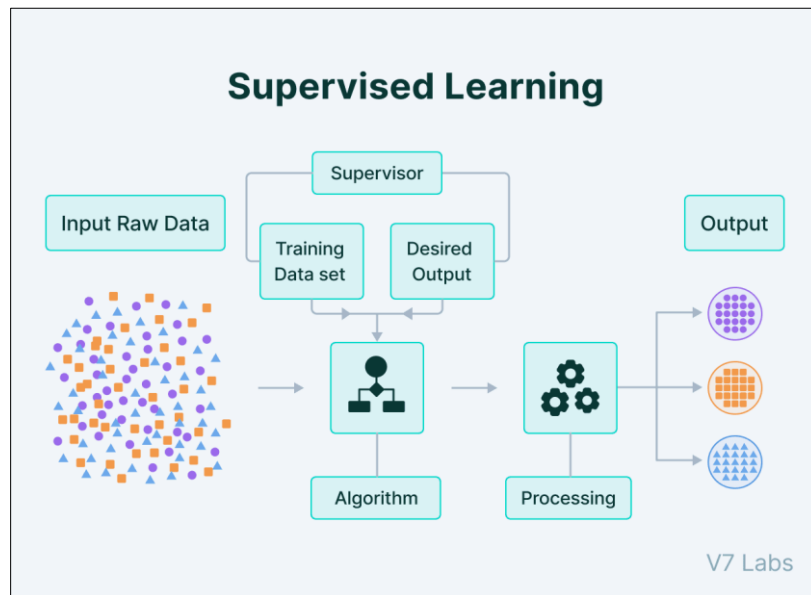 Supervised Learning
Supervisor
Input Raw Data
Training
Data set
Desired
Output
Output
Algorithm
Processing
V7 Labs